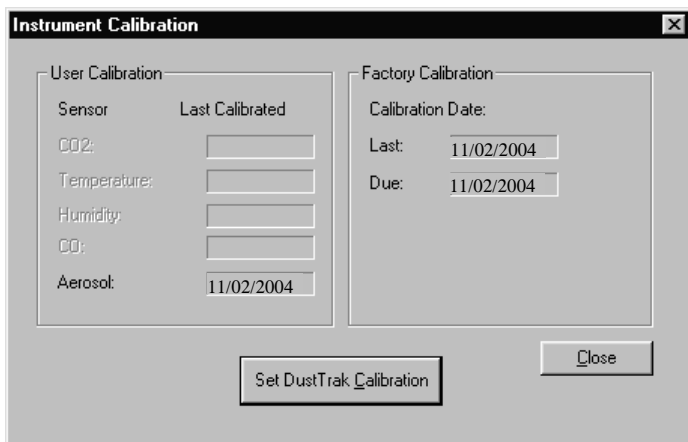 Instrument Calibration
User Calibration
Sensor Last Calibrated
CO2:
Temperature:
Humidity:
CO:
Aerosol: 11/02/2004
Factory Calibration
Calibration Date:
Last: 11/02/2004
Due: 11/02/2004
Set DustTrak Calibration
Close